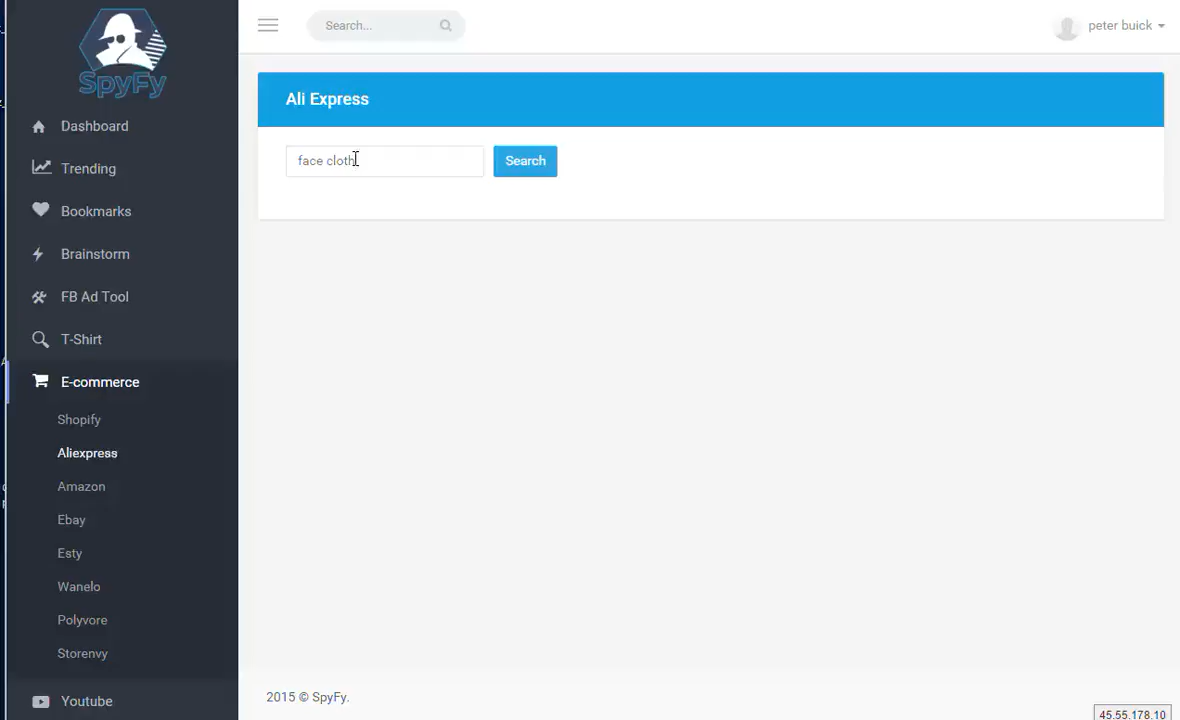 SpyFy
Search...
peter buick
Dashboard
Trending
Bookmarks
Brainstorm
FB Ad Tool
T-Shirt
E-commerce
Shopify
Aliexpress
Amazon
Ebay
Esty
Wanelo
Polyvore
Storenvy
Youtube
Ali Express
face cloth
Search
2015 © SpyFy.
45.55.178.10